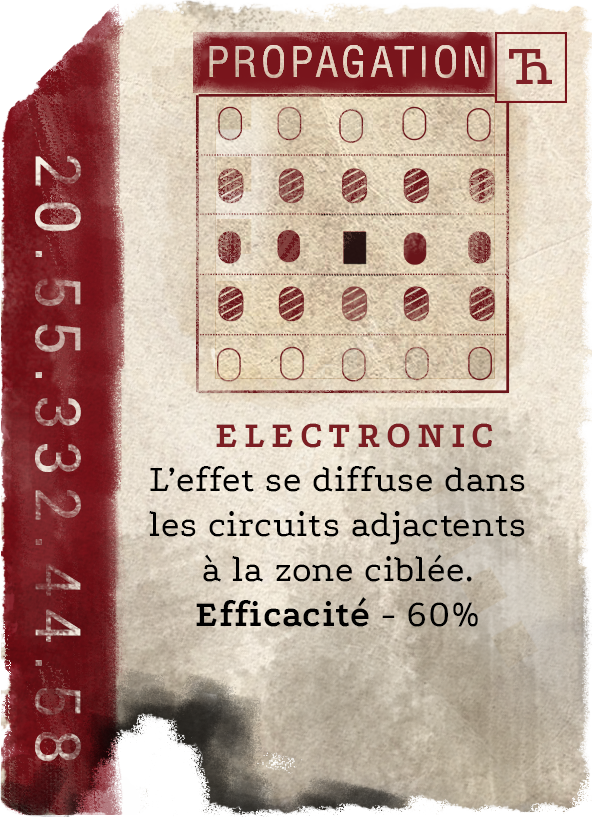 PROPAGATION
Ћ
20.55.332.44.58
ELECTRONIC
L’effet se diffuse dans
les circuits adjactents
à la zone ciblée.
Efficacité - 60%